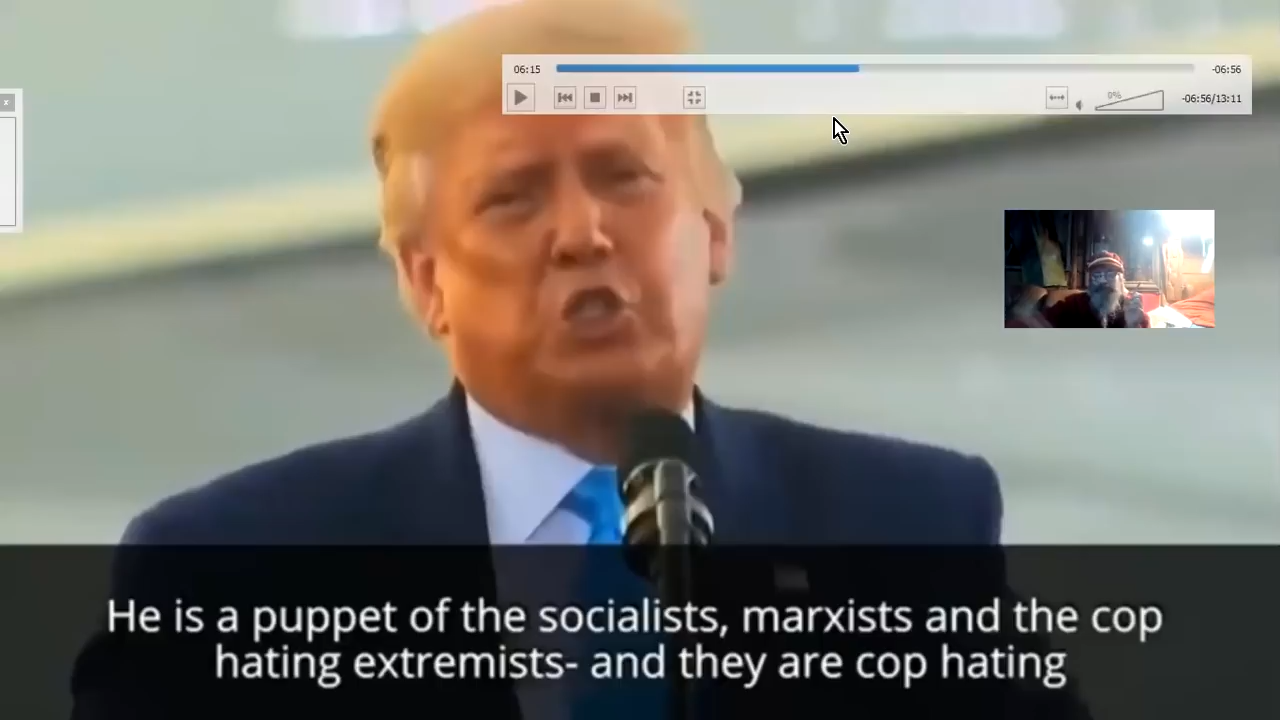 06:15
-06:56
0%
-06:56/13:11
He is a puppet of the socialists, marxists and the cop
hating extremists- and they are cop hating